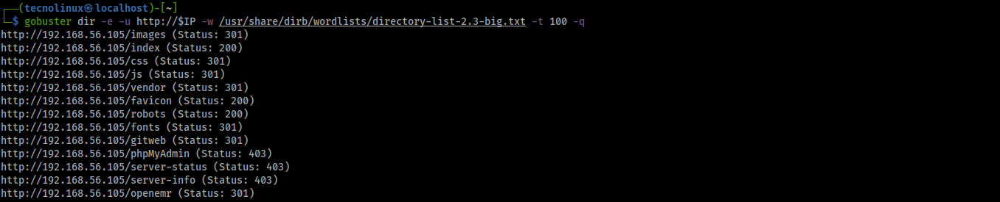 ┌──(tecnolinux㉿localhost)-[~]
└─$ gobuster dir -e -u http://$IP -w /usr/share/dirb/wordlists/directory-list-2.3-big.txt -t 100 -q
http://192.168.56.105/images (Status: 301)
http://192.168.56.105/index (Status: 200)
http://192.168.56.105/css (Status: 301)
http://192.168.56.105/js (Status: 301)
http://192.168.56.105/vendor (Status: 301)
http://192.168.56.105/favicon (Status: 200)
http://192.168.56.105/robots (Status: 200)
http://192.168.56.105/fonts (Status: 301)
http://192.168.56.105/gitweb (Status: 301)
http://192.168.56.105/phpMyAdmin (Status: 403)
http://192.168.56.105/server-status (Status: 403)
http://192.168.56.105/server-info (Status: 403)
http://192.168.56.105/openemr (Status: 301)